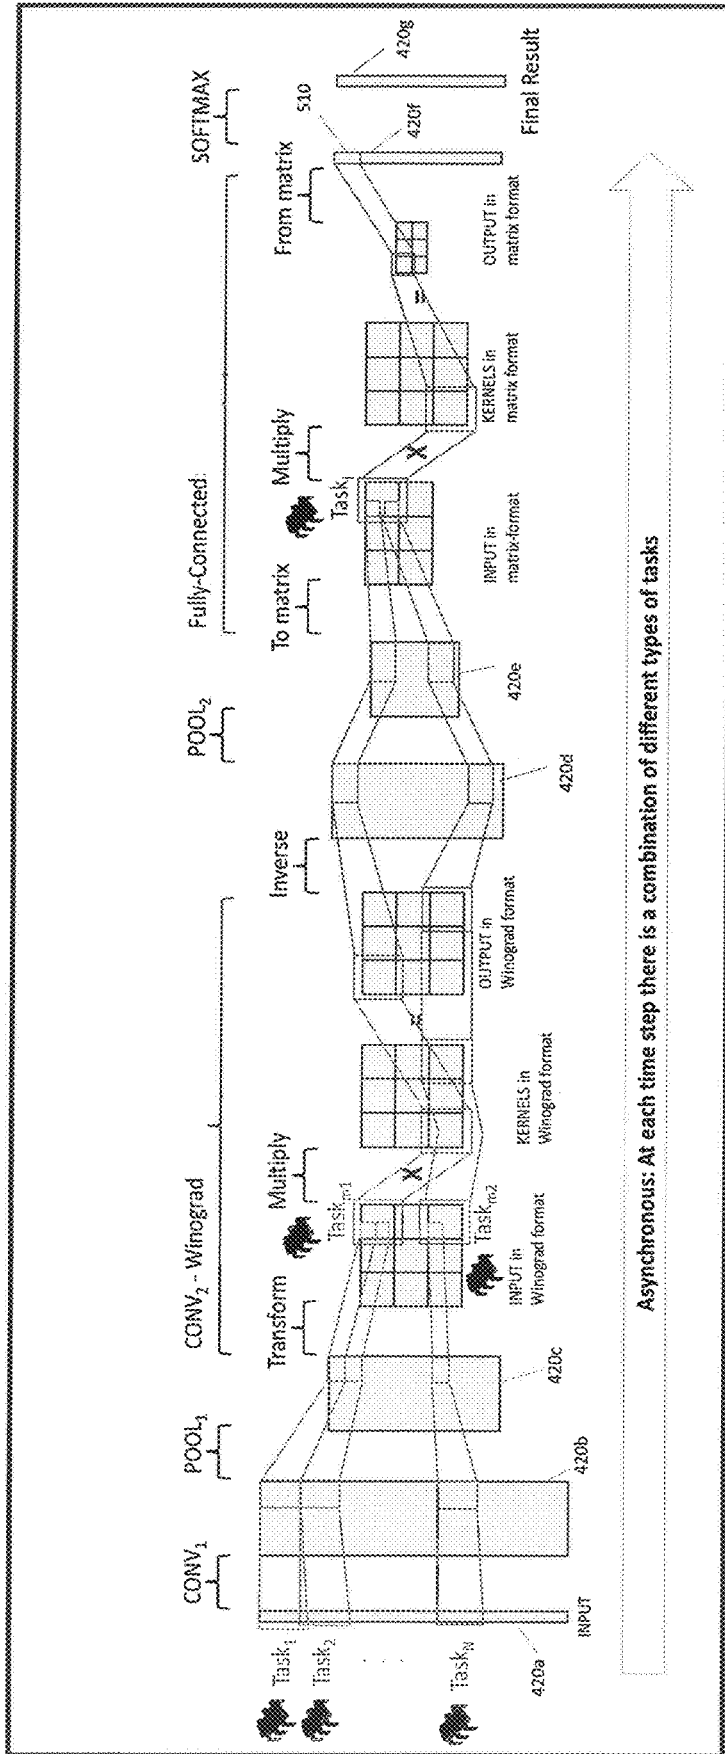 CONV1
POOL1
CONV2 - Winograd
POOL2
Fully-Connected:
SOFTMAX
Transform
Multiply
Inverse
To matrix
Multiply
From matrix
Task1
Task2
TaskN
Taskm1
Taskm2
Taski
X
=
X
=
510
INPUT
INPUT in
Winograd format
KERNELS in
Winograd format
OUTPUT in
Winograd format
INPUT in
matrix-format
KERNELS in
matrix format
OUTPUT in
matrix format
Final Result
420a
420b
420c
420d
420e
420f
420g
Asynchronous: At each time step there is a combination of different types of tasks